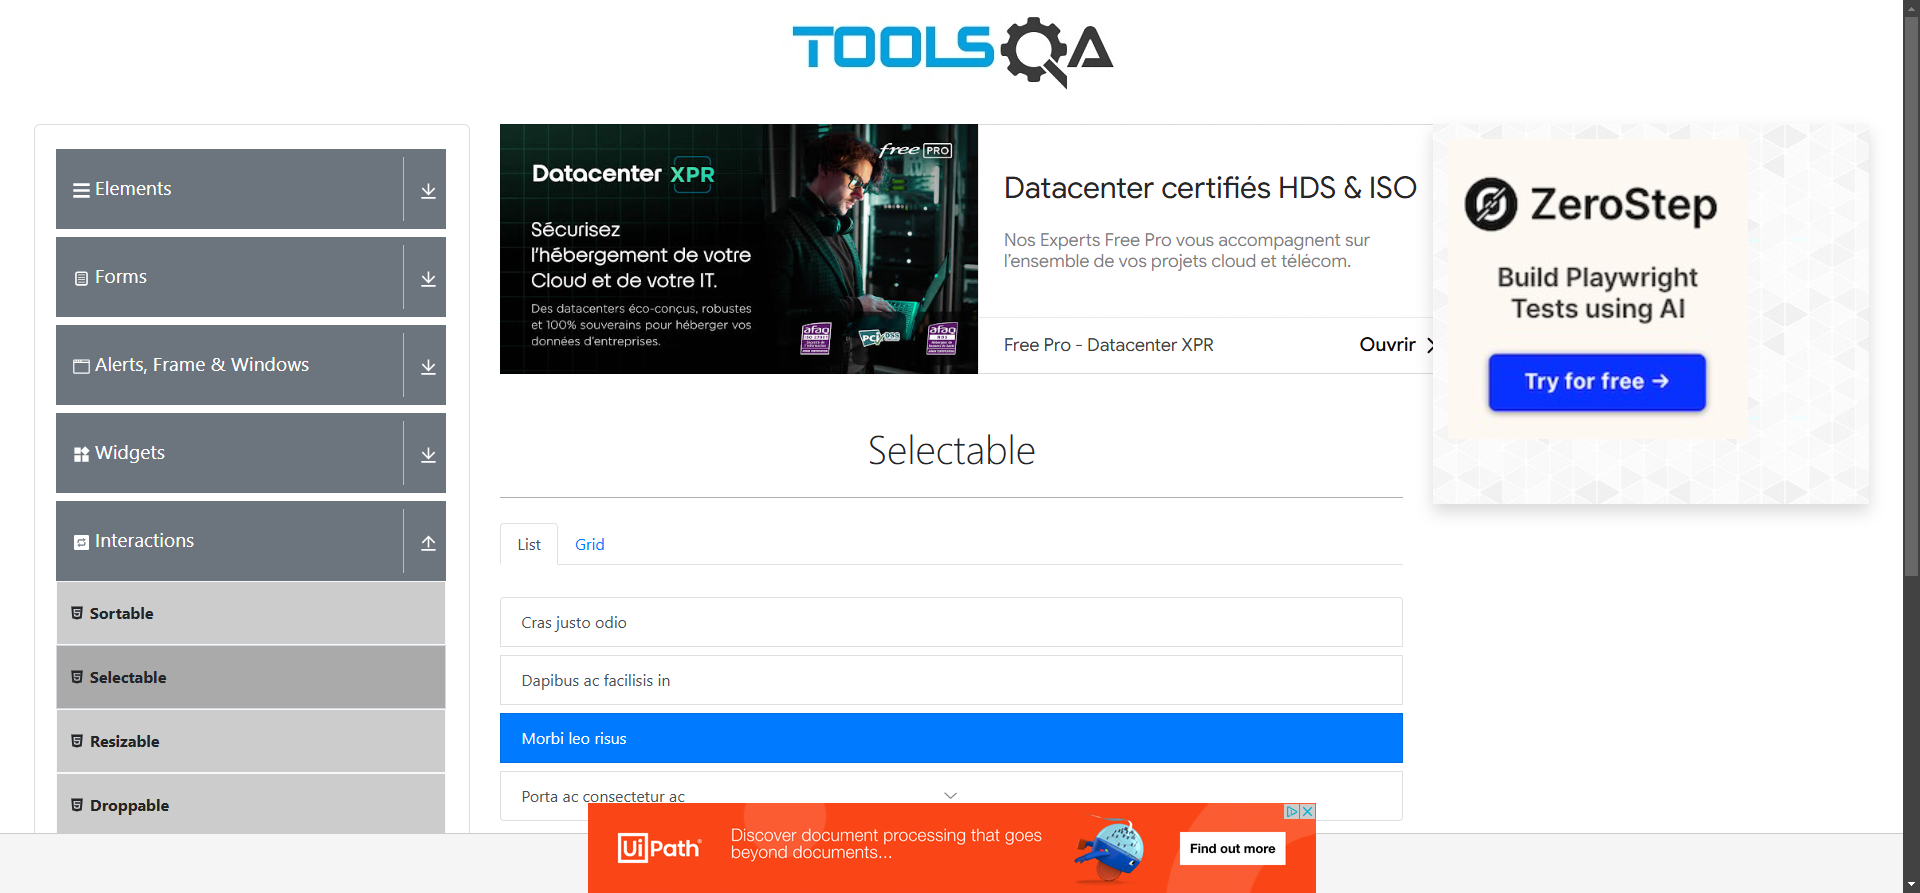 TOOLSQA
Elements
Forms
Alerts, Frame & Windows
Widgets
Interactions
Sortable
Selectable
Resizable
Droppable
free PRO
Datacenter XPR
Sécurisez
l'hébergement de votre
Cloud et de votre IT.
Des datacenters éco-conçus, robustes
et 100% souverains pour héberger vos
données d'entreprises.
afaq
PCI DSS
afaq
Datacenter certifiés HDS & ISO
Nos Experts Free Pro vous accompagnent sur
l'ensemble de vos projets cloud et télécom.
Free Pro - Datacenter XPR
Ouvrir
ZeroStep
Build Playwright
Tests using AI
Try for free →
Selectable
List
Grid
Cras justo odio
Dapibus ac facilisis in
Morbi leo risus
Porta ac consectetur ac
UiPath
Discover document processing that goes
beyond documents...
Find out more